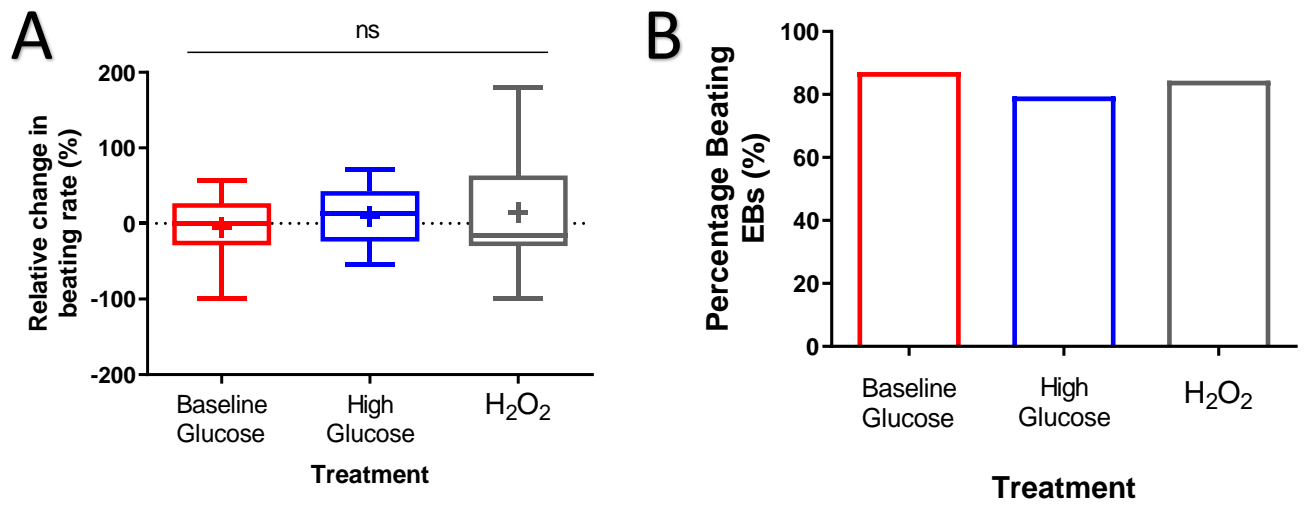 A
ns
Relative change in
beating rate (%)
200
100
0
-100
-200
Baseline
Glucose
High
Glucose
H₂O₂
Treatment
B
Percentage Beating
EBs (%)
100
80
60
40
20
0
Baseline
Glucose
High
Glucose
H₂O₂
Treatment